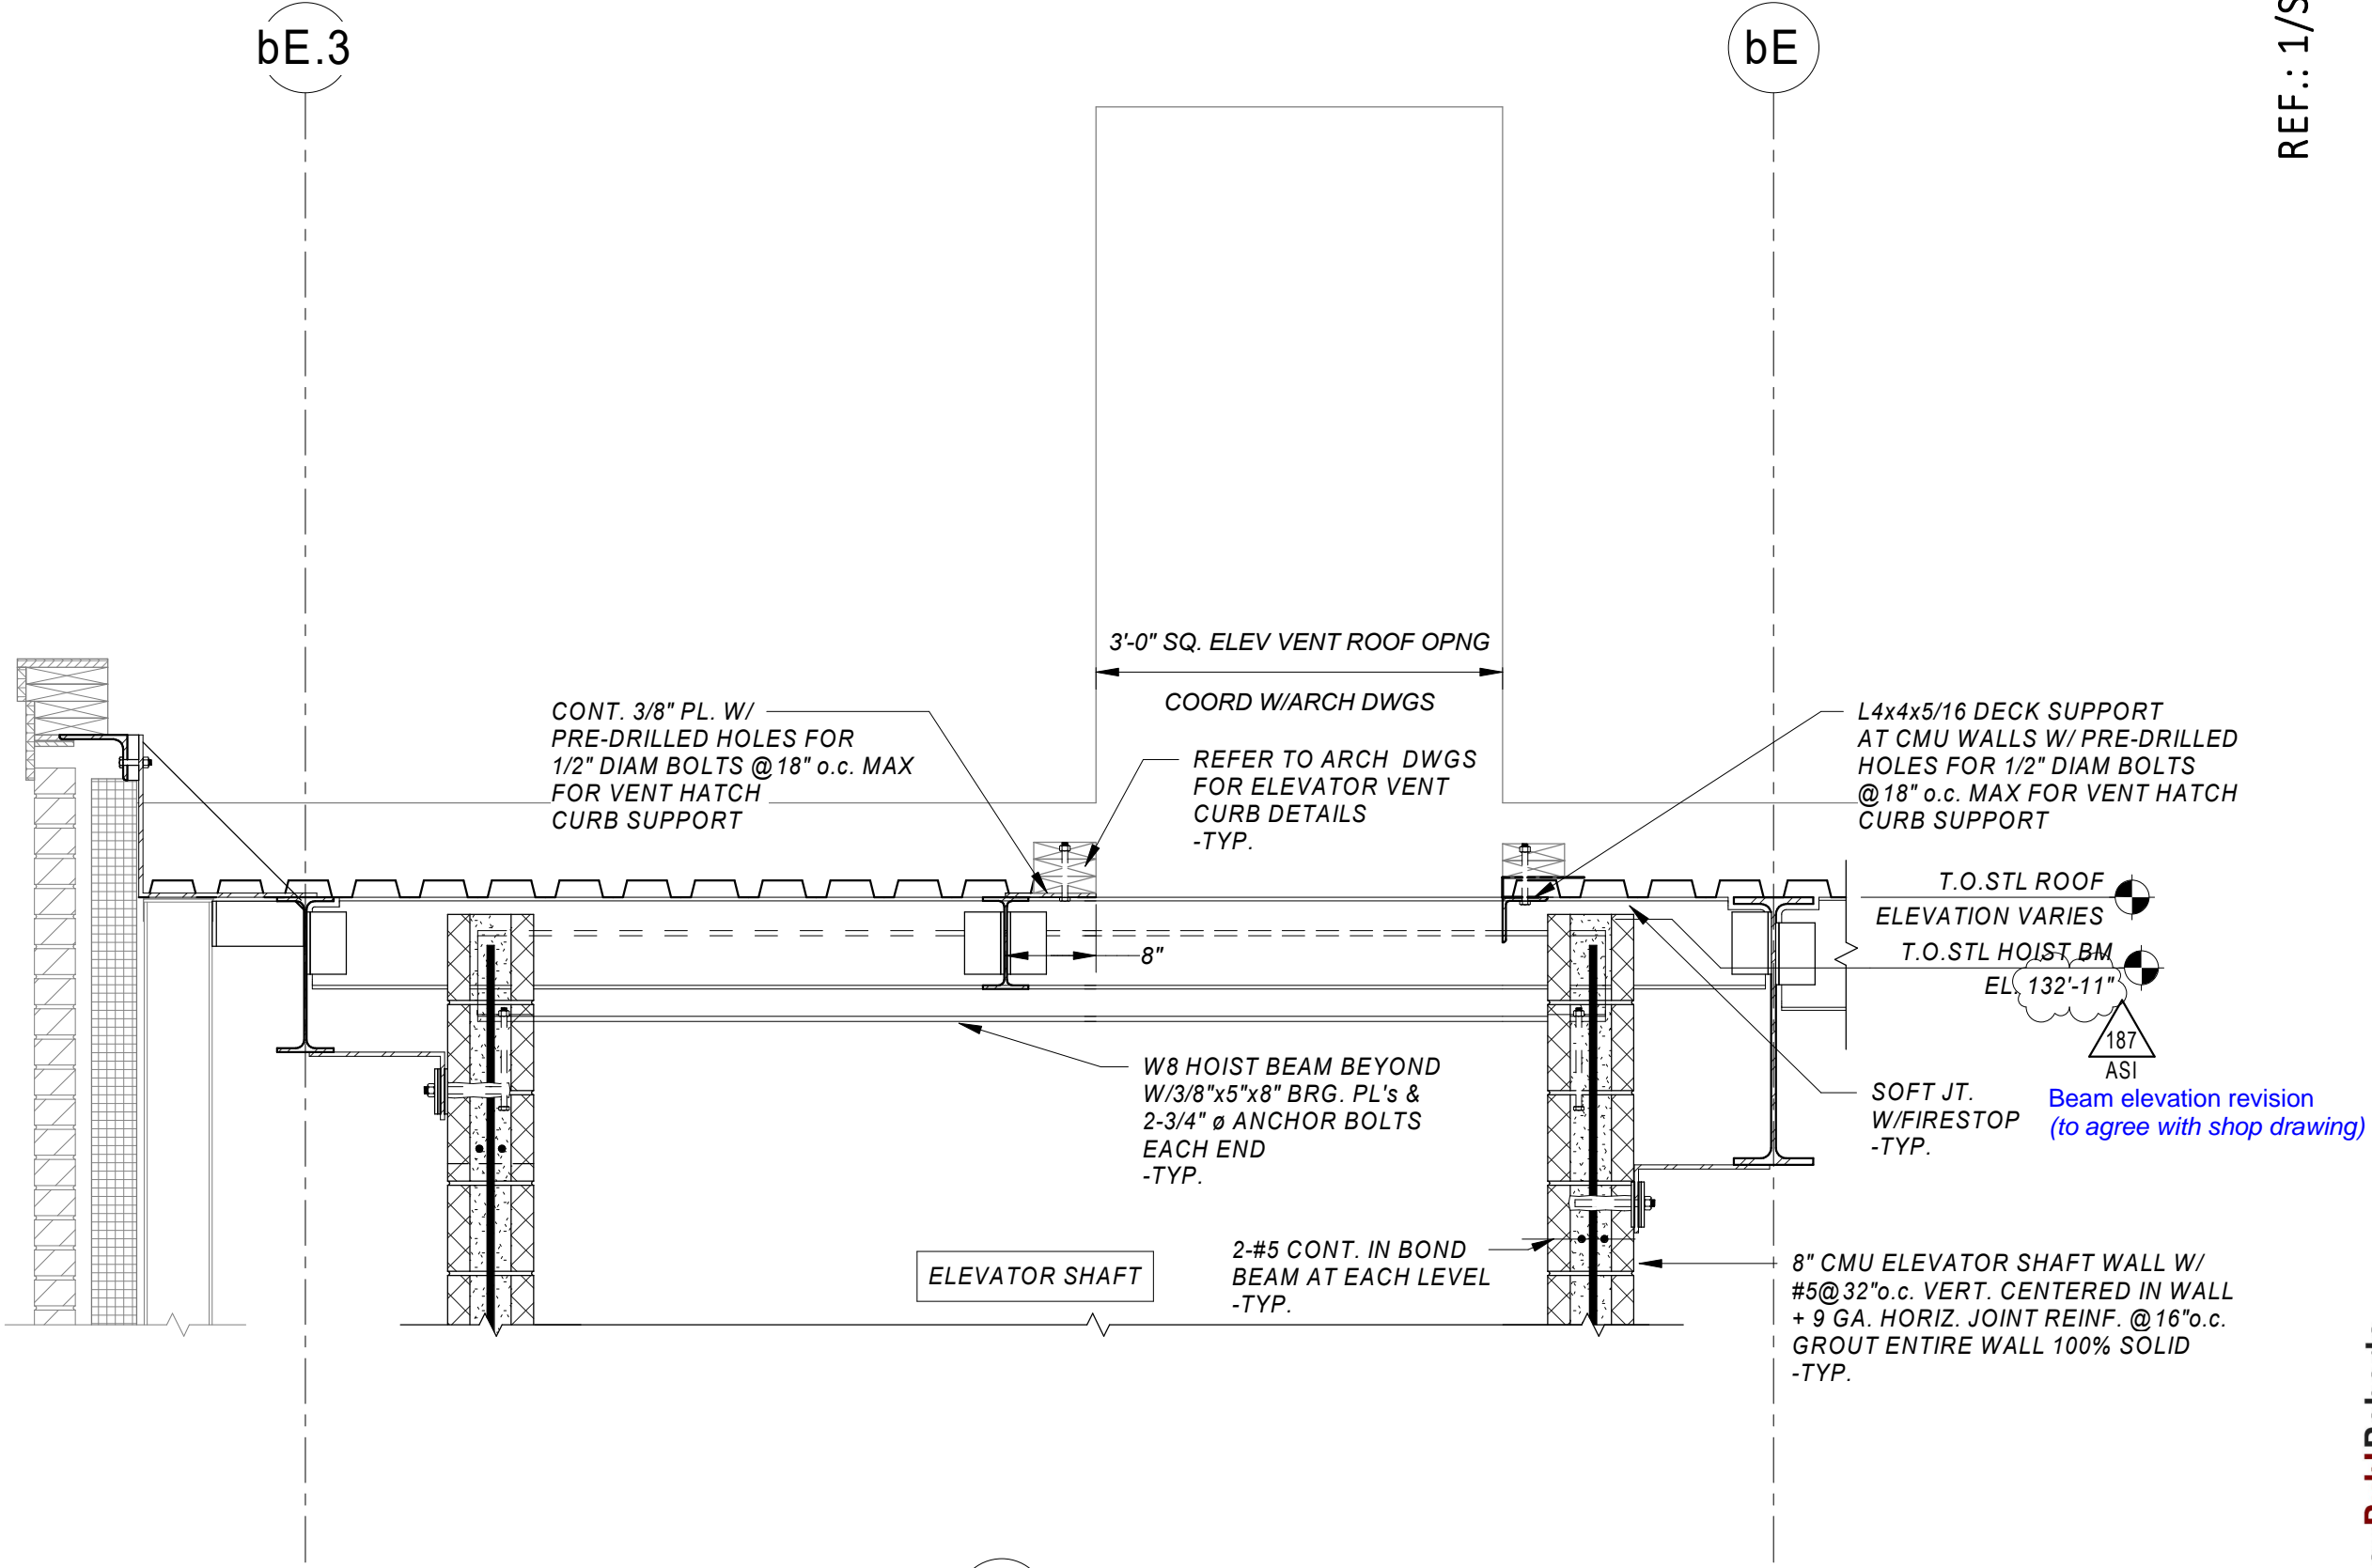 bE.3
bE
REF.: 1/S
3'-0" SQ. ELEV VENT ROOF OPNG
COORD W/ARCH DWGS
CONT. 3/8" PL. W/
PRE-DRILLED HOLES FOR
1/2" DIAM BOLTS @18" o.c. MAX
FOR VENT HATCH
CURB SUPPORT
REFER TO ARCH DWGS
FOR ELEVATOR VENT
CURB DETAILS
-TYP.
L4x4x5/16 DECK SUPPORT
AT CMU WALLS W/ PRE-DRILLED
HOLES FOR 1/2" DIAM BOLTS
@18" o.c. MAX FOR VENT HATCH
CURB SUPPORT
T.O.STL ROOF
ELEVATION VARIES
T.O.STL HOIST BM
EL. 132'-11"
187
ASI
Beam elevation revision
(to agree with shop drawing)
8"
W8 HOIST BEAM BEYOND
W/3/8"x5"x8" BRG. PL's &
2-3/4" ø ANCHOR BOLTS
EACH END
-TYP.
SOFT JT.
W/FIRESTOP
-TYP.
ELEVATOR SHAFT
2-#5 CONT. IN BOND
BEAM AT EACH LEVEL
-TYP.
8" CMU ELEVATOR SHAFT WALL W/
#5@32"o.c. VERT. CENTERED IN WALL
+ 9 GA. HORIZ. JOINT REINF. @16"o.c.
GROUT ENTIRE WALL 100% SOLID
-TYP.